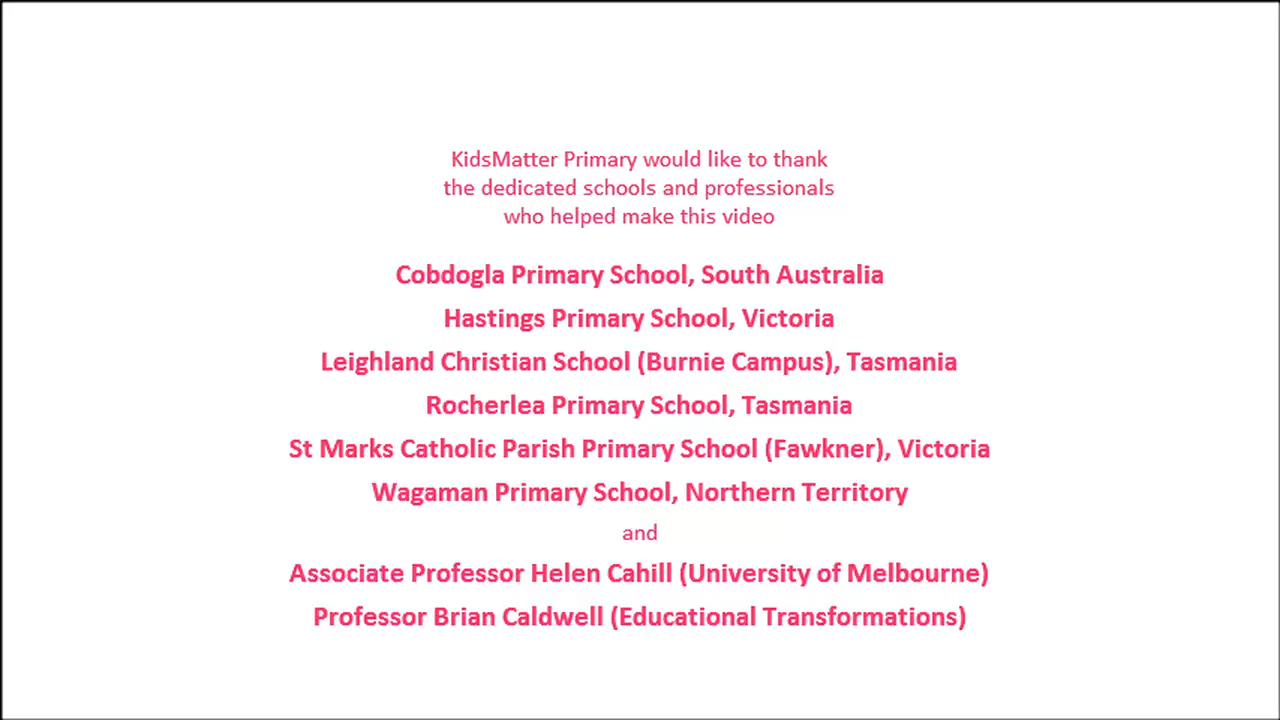 KidsMatter Primary would like to thank
the dedicated schools and professionals
who helped make this video
Cobdogla Primary School, South Australia
Hastings Primary School, Victoria
Leighland Christian School (Burnie Campus), Tasmania
Rocherlea Primary School, Tasmania
St Marks Catholic Parish Primary School (Fawkner), Victoria
Wagaman Primary School, Northern Territory
and
Associate Professor Helen Cahill (University of Melbourne)
Professor Brian Caldwell (Educational Transformations)